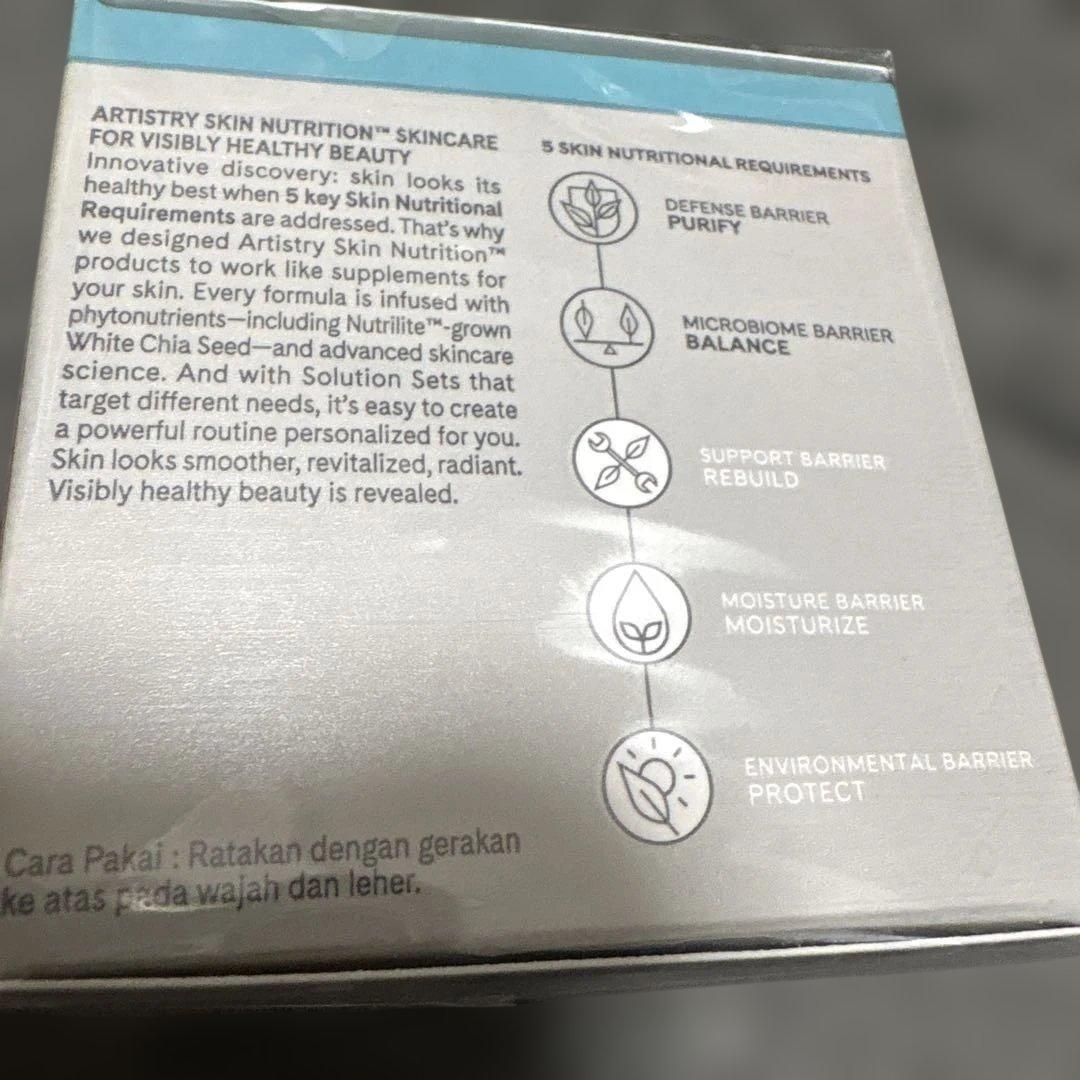 ARTISTRY SKIN NUTRITION™ SKINCARE
FOR VISIBLY HEALTHY BEAUTY
Innovative discovery: skin looks its
healthy best when 5 key Skin Nutritional
Requirements are addressed. That's why
we designed Artistry Skin Nutrition™
products to work like supplements for
your skin. Every formula is infused with
phytonutrients—including Nutrilite™-grown
White Chia Seed—and advanced skincare
science. And with Solution Sets that
target different needs, it's easy to create
a powerful routine personalized for you.
Skin looks smoother, revitalized, radiant.
Visibly healthy beauty is revealed.
Cara Pakai : Ratakan dengan gerakan
ke atas pada wajah dan leher.
5 SKIN NUTRITIONAL REQUIREMENTS
DEFENSE BARRIER
PURIFY
MICROBIOME BARRIER
BALANCE
SUPPORT BARRIER
REBUILD
MOISTURE BARRIER
MOISTURIZE
ENVIRONMENTAL BARRIER
PROTECT